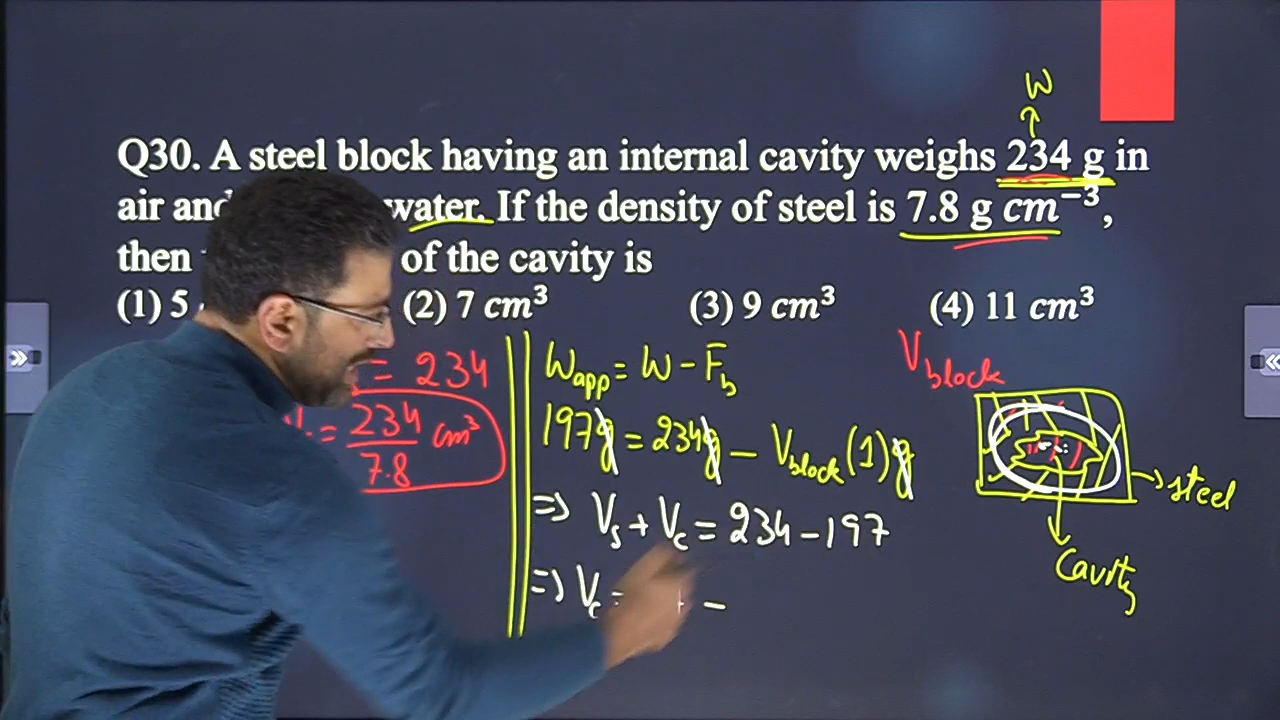 W
Q30. A steel block having an internal cavity weighs 234 g in
air and water. If the density of steel is 7.8 g cm⁻³,
then of the cavity is
(1) 5 (2) 7 cm³ (3) 9 cm³ (4) 11 cm³
= 234
= 234/7.8 cm³
W_app = W - F_b
197g = 234g - V_block (1)g
⇒ V_s + V_c = 234 - 197
⇒ V_c = -
V_block
steel
Cavity